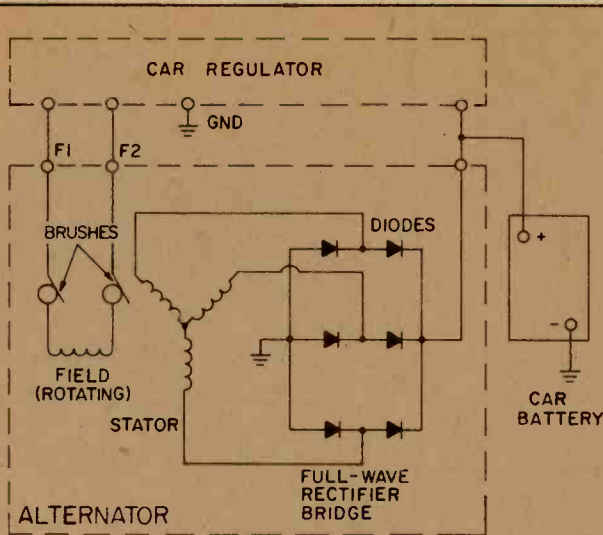 CAR REGULATOR
GND
F1
F2
BRUSHES
DIODES
+
-
FIELD
(ROTATING)
STATOR
CAR
BATTERY
FULL-WAVE
RECTIFIER
BRIDGE
ALTERNATOR